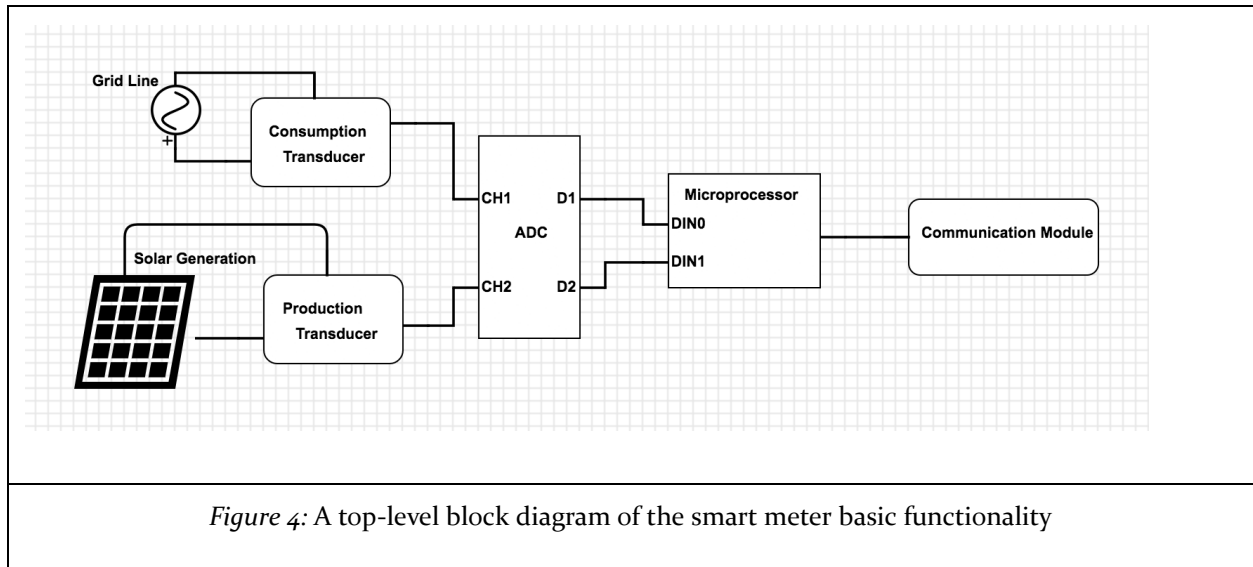 Grid Line
+
Consumption
Transducer
Solar Generation
Production
Transducer
CH1
D1
ADC
CH2
D2
Microprocessor
DIN0
DIN1
Communication Module
Figure 4: A top-level block diagram of the smart meter basic functionality